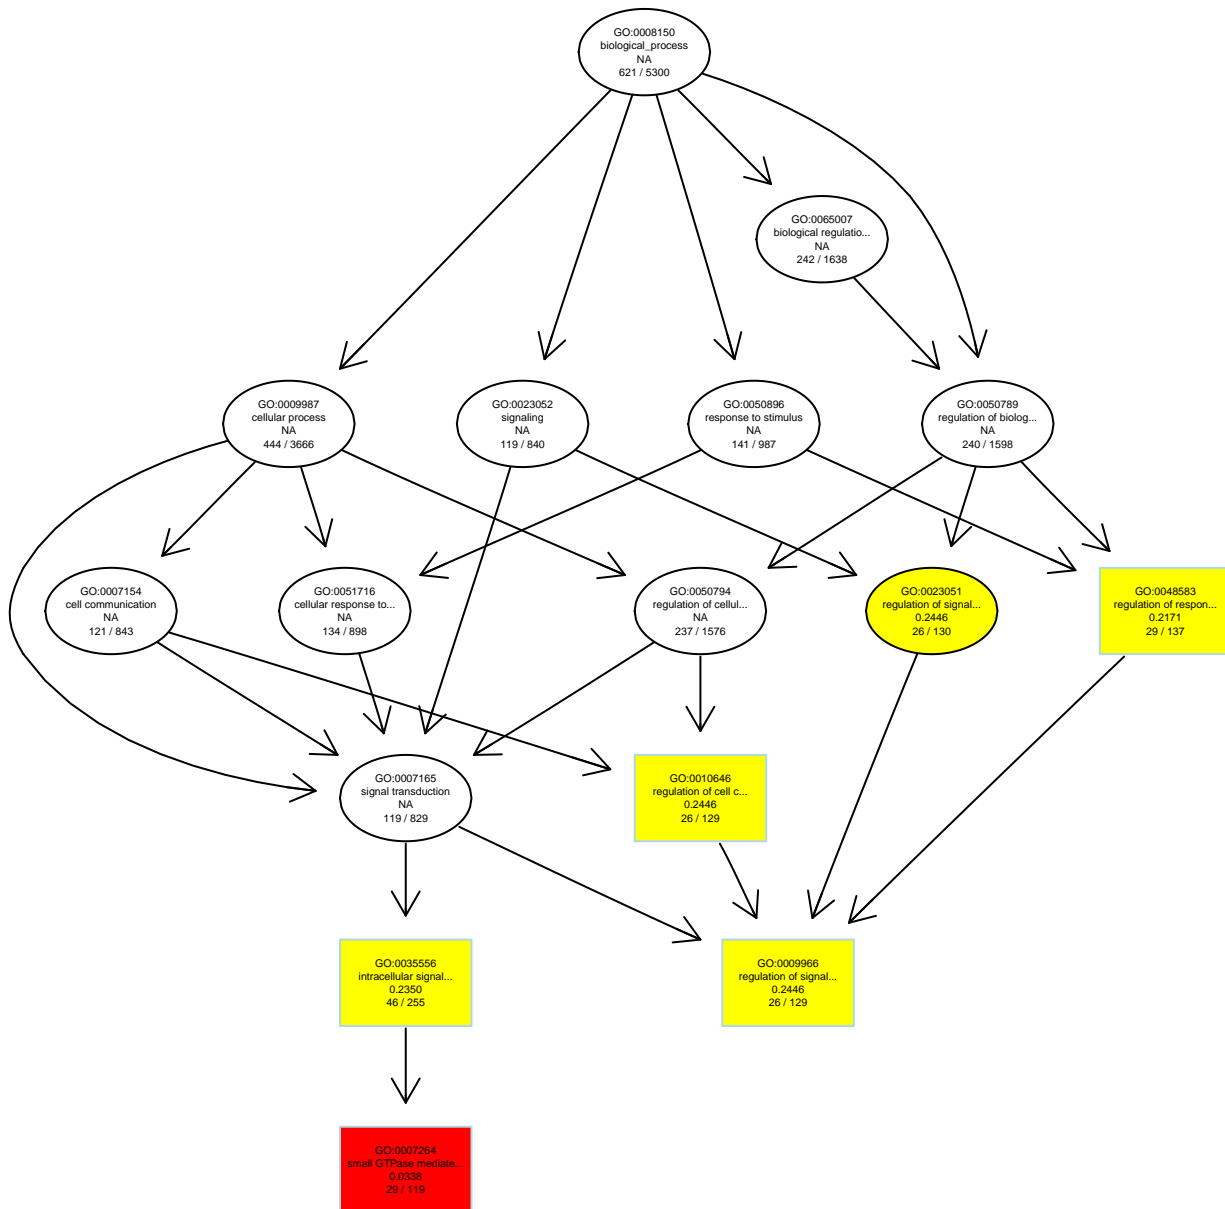 GO:0008150
biological_process
NA
621 / 5300
GO:0065007
biological regulatio...
NA
242 / 1638
GO:0009987
cellular process
NA
444 / 3666
GO:0023052
signaling
NA
119 / 840
GO:0050896
response to stimulus
NA
141 / 987
GO:0050789
regulation of biolog...
NA
240 / 1598
GO:0007154
cell communication
NA
121 / 843
GO:0051716
cellular response to...
NA
134 / 898
GO:0050794
regulation of cellul...
NA
237 / 1576
GO:0023051
regulation of signal...
0.2446
26 / 130
GO:0048583
regulation of respon...
0.2171
29 / 137
GO:0007165
signal transduction
NA
119 / 829
GO:0010646
regulation of cell c...
0.2446
26 / 129
GO:0035556
intracellular signal...
0.2350
46 / 255
GO:0009966
regulation of signal...
0.2446
26 / 129
GO:0007264
small GTPase mediate...
0.0338
29 / 119